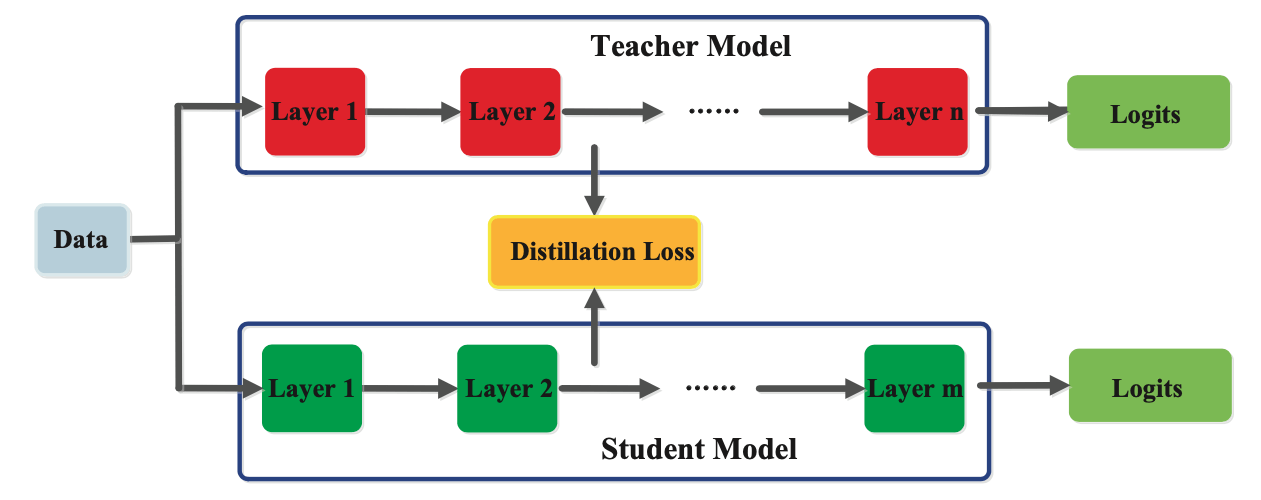 Teacher Model
Layer 1
Layer 2
......
Layer n
Logits
Data
Distillation Loss
Layer 1
Layer 2
......
Layer m
Logits
Student Model